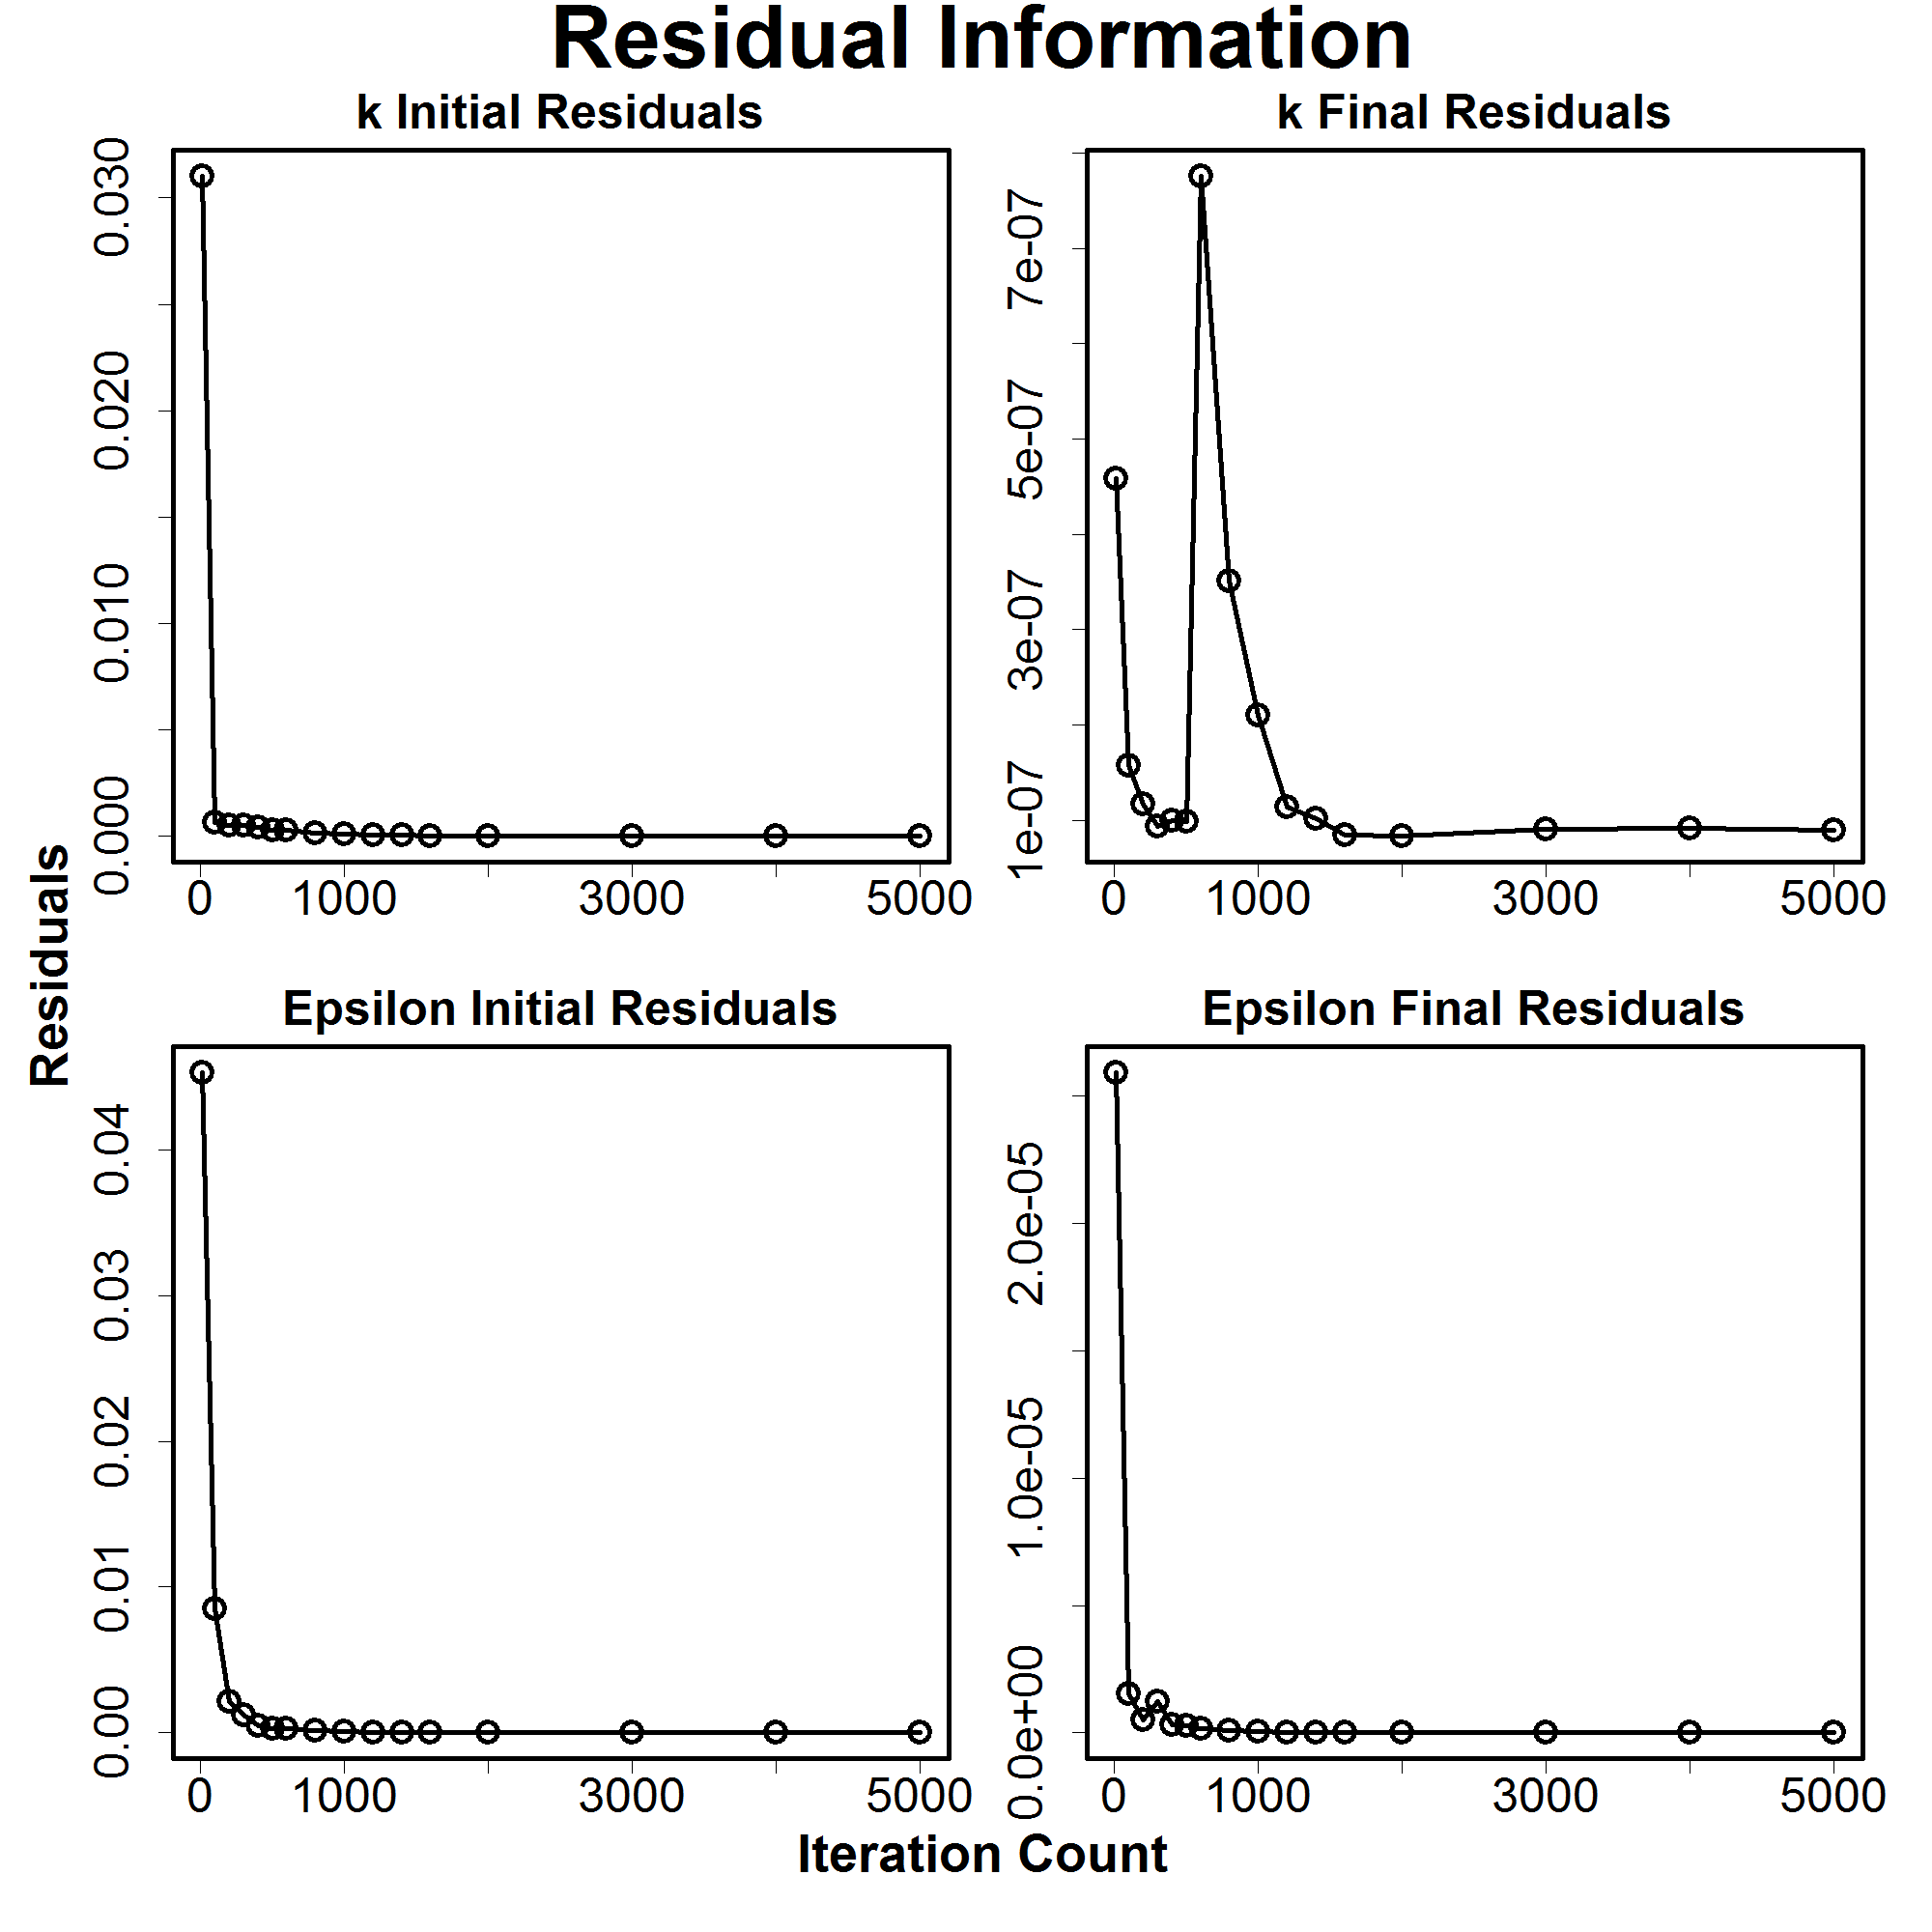 Residual Information
k Initial Residuals
0.030
0.020
0.010
0.000
0 1000 3000 5000
k Final Residuals
7e-07
5e-07
3e-07
1e-07
0 1000 3000 5000
Residuals
Epsilon Initial Residuals
0.04
0.03
0.02
0.01
0.00
0 1000 3000 5000
Epsilon Final Residuals
2.0e-05
1.0e-05
0.0e+00
0 1000 3000 5000
Iteration Count